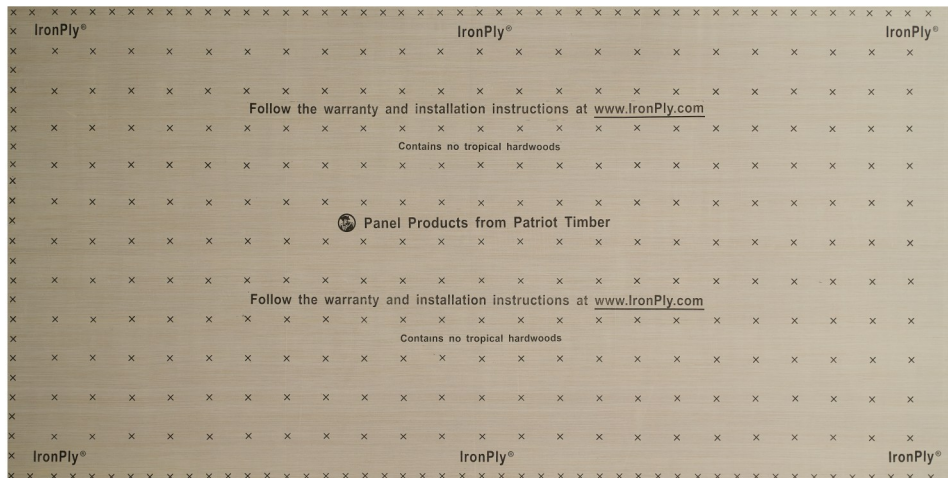 IronPly® IronPly® IronPly®
Follow the warranty and installation instructions at www.IronPly.com
Contains no tropical hardwoods
Panel Products from Patriot Timber
Follow the warranty and installation instructions at www.IronPly.com
Contains no tropical hardwoods
IronPly® IronPly® IronPly®